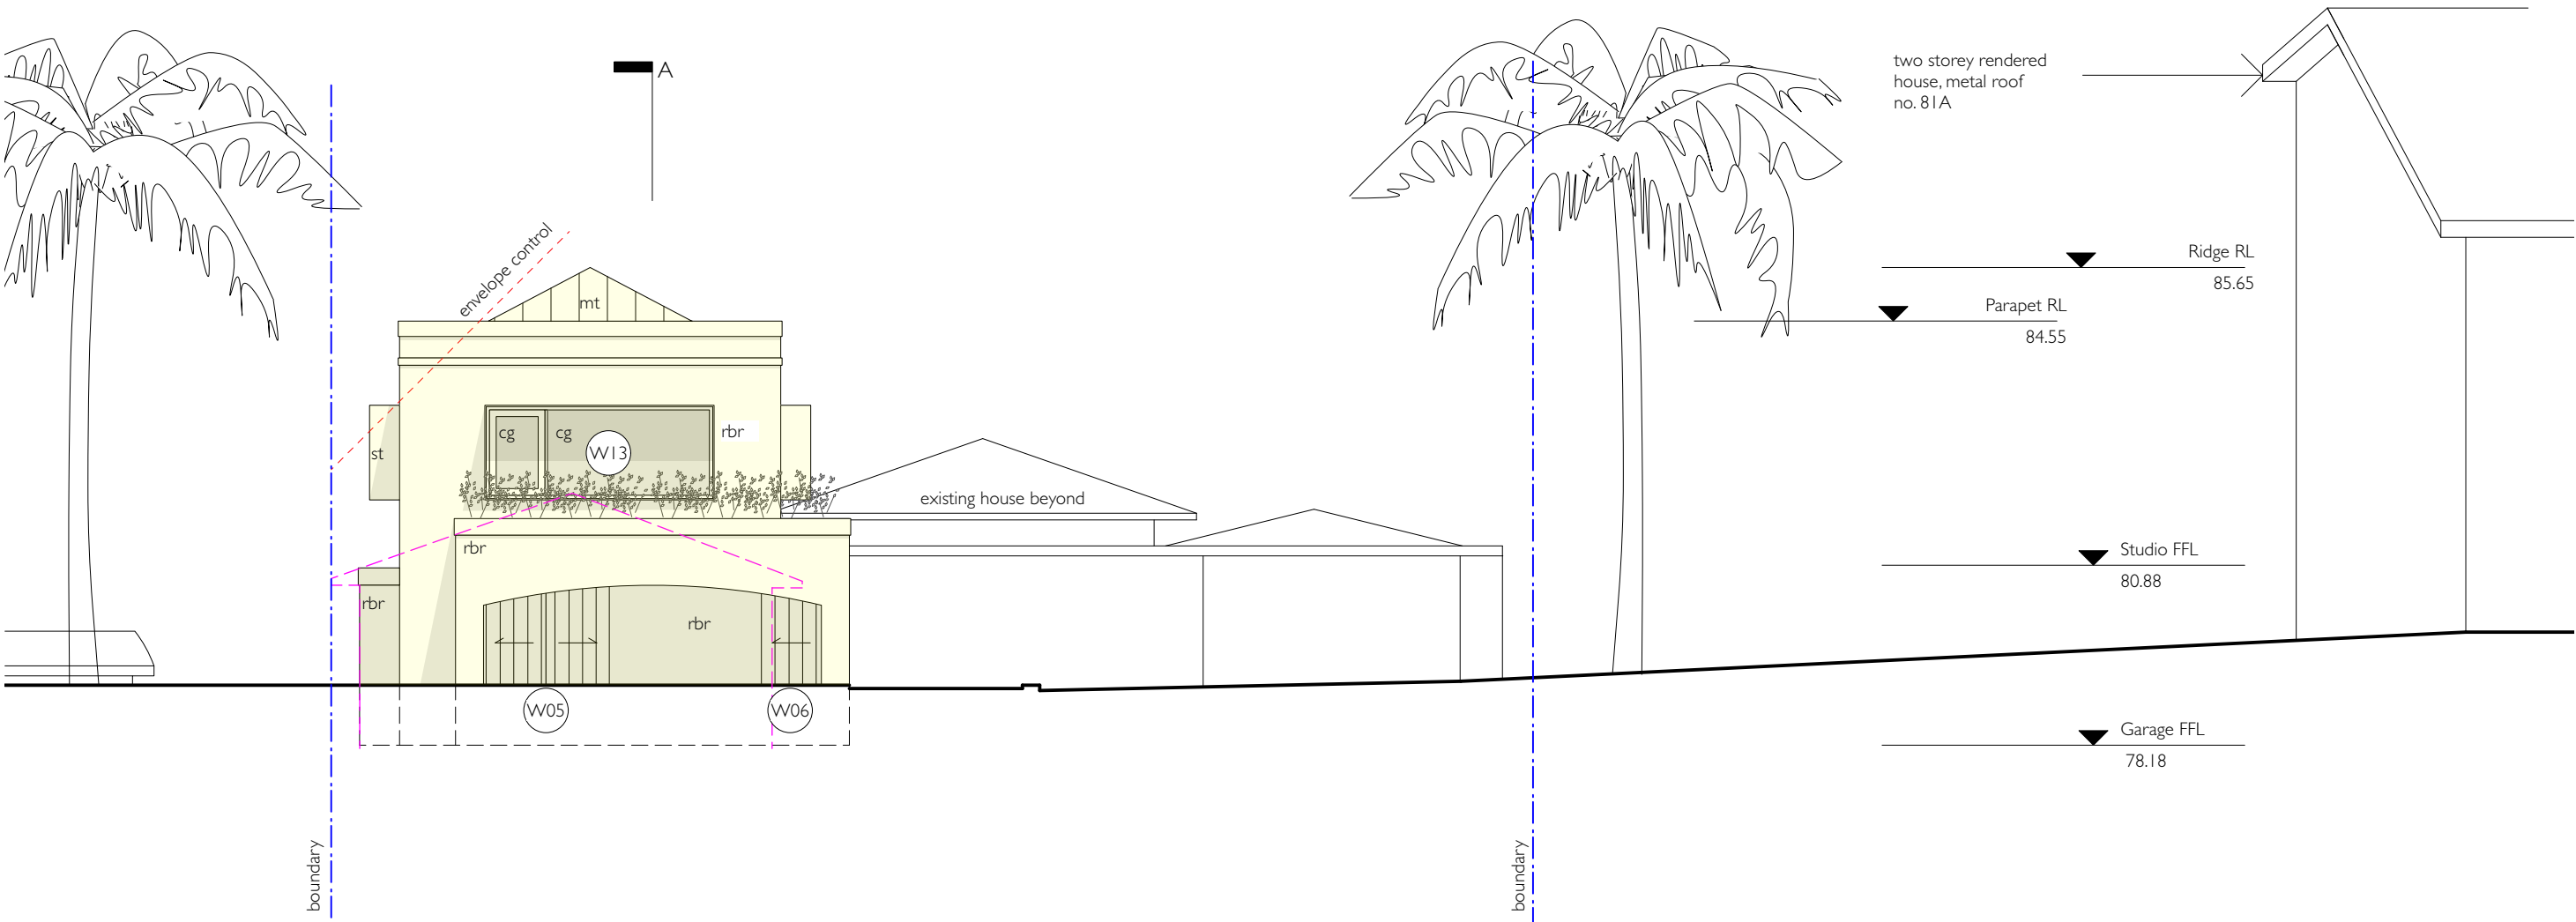 A
two storey rendered
house, metal roof
no. 81A
envelope control
Ridge RL
85.65
mt
Parapet RL
84.55
cg
cg
W13
rbr
st
existing house beyond
rbr
Studio FFL
80.88
rbr
rbr
W05
W06
Garage FFL
78.18
boundary
boundary